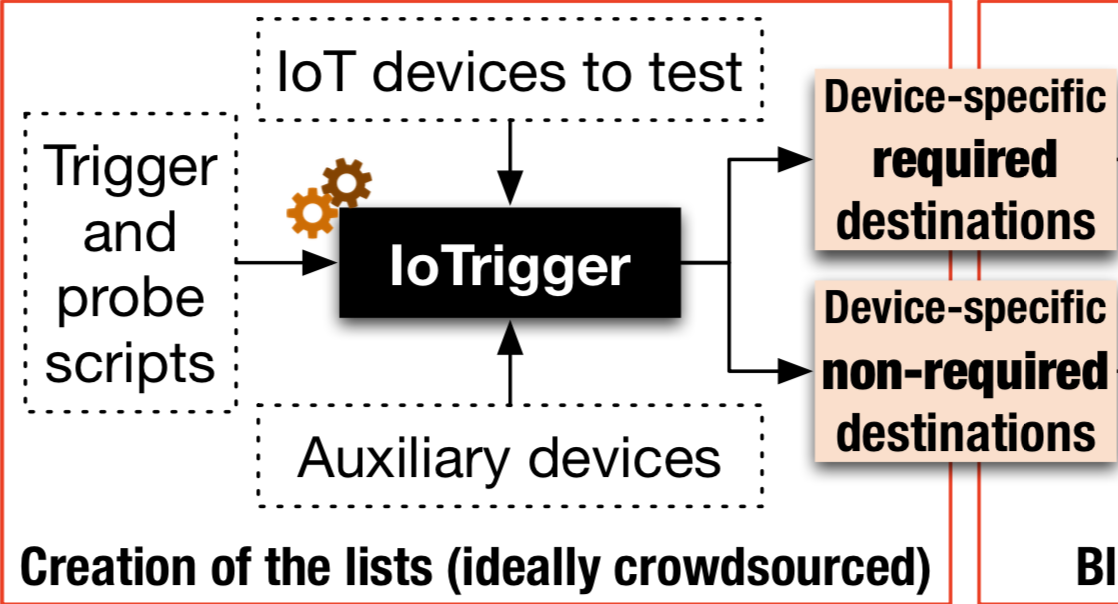 IoT devices to test
Trigger
and
probe
scripts
IoTrigger
Auxiliary devices
Device-specific
required
destinations
Device-specific
non-required
destinations
Creation of the lists (ideally crowdsourced)